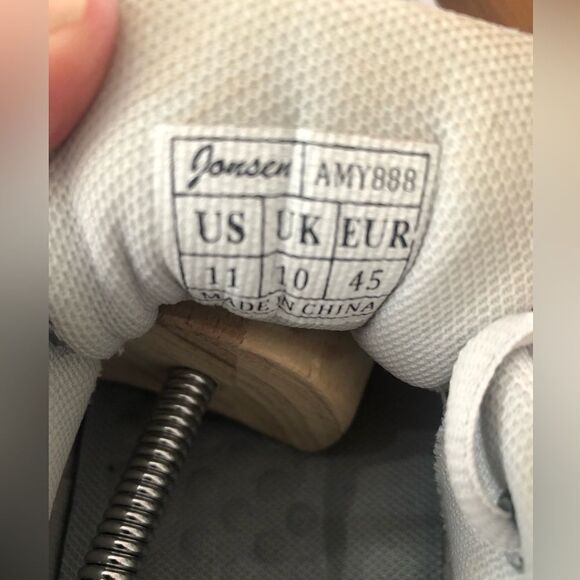 Jonsen AMY888
US UK EUR
11 10 45
MADE IN CHINA